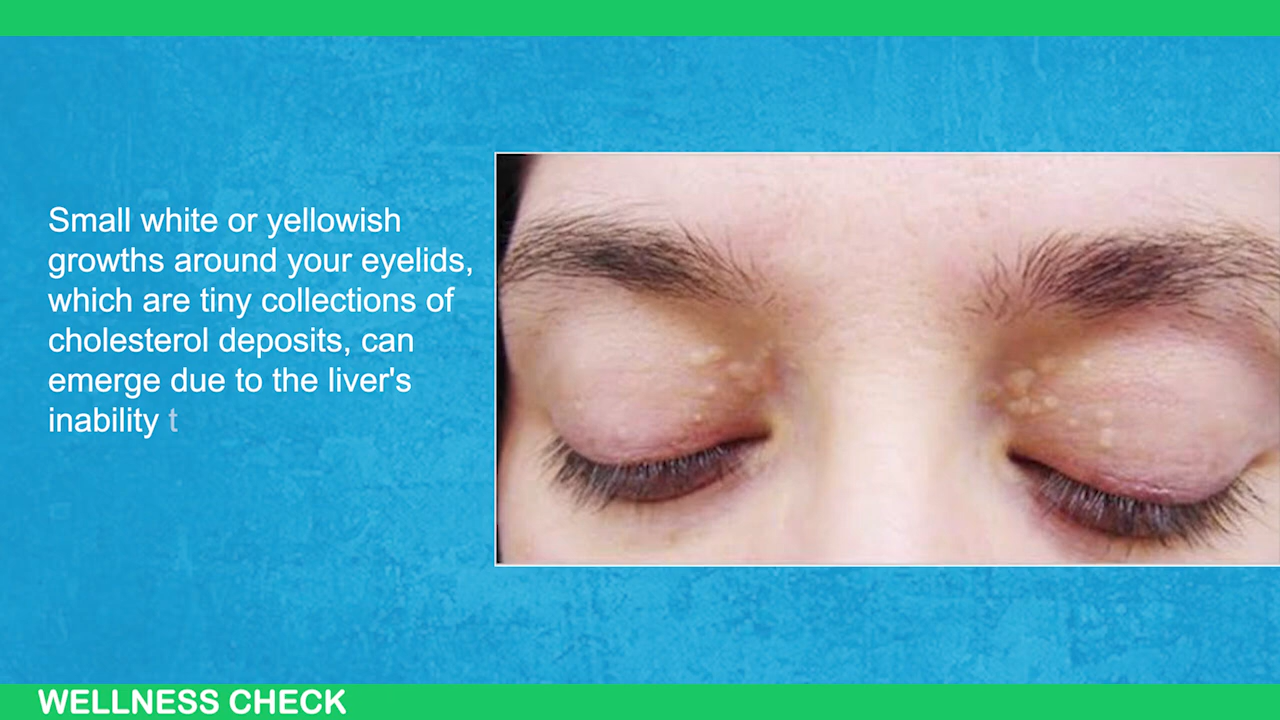 Small white or yellowish
growths around your eyelids,
which are tiny collections of
cholesterol deposits, can
emerge due to the liver's
inability t
WELLNESS CHECK